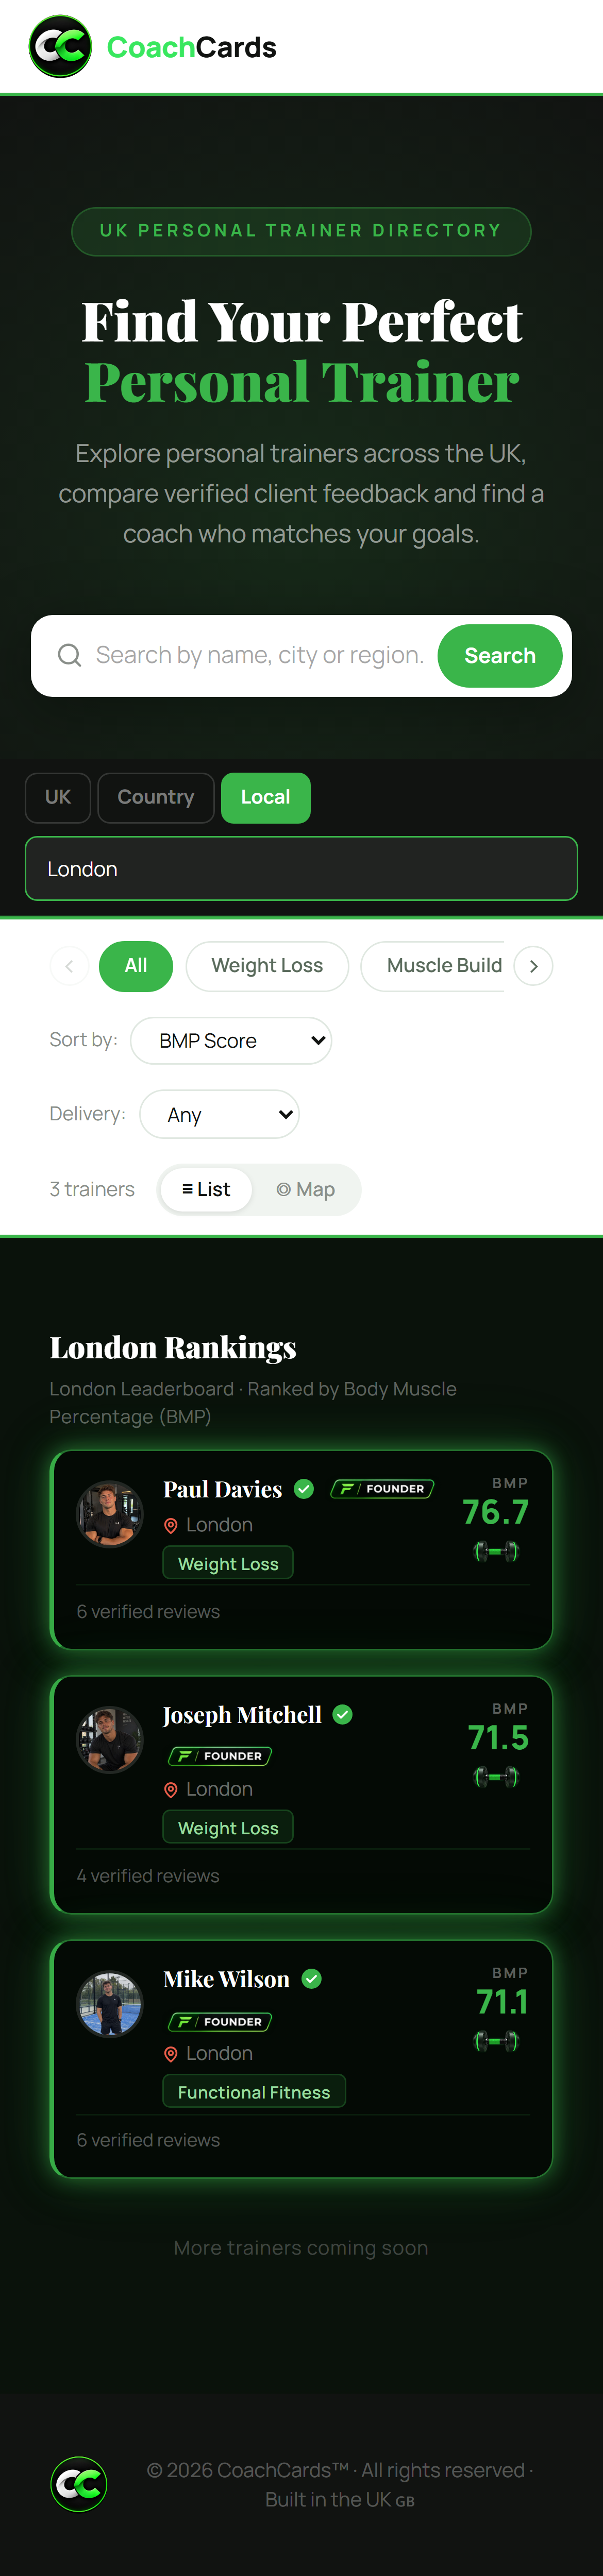 CoachCards
UK PERSONAL TRAINER DIRECTORY
Find Your Perfect
Personal Trainer
Explore personal trainers across the UK,
compare verified client feedback and find a
coach who matches your goals.
Search by name, city or region.
Search
UK Country Local
London
All Weight Loss Muscle Build
Sort by: BMP Score
Delivery: Any
3 trainers List Map
London Rankings
London Leaderboard · Ranked by Body Muscle
Percentage (BMP)
Paul Davies F / FOUNDER BMP
76.7
London
Weight Loss
6 verified reviews
Joseph Mitchell BMP
71.5
F / FOUNDER
London
Weight Loss
4 verified reviews
Mike Wilson BMP
71.1
F / FOUNDER
London
Functional Fitness
6 verified reviews
More trainers coming soon
CC © 2026 CoachCards™ · All rights reserved ·
Built in the UK GB